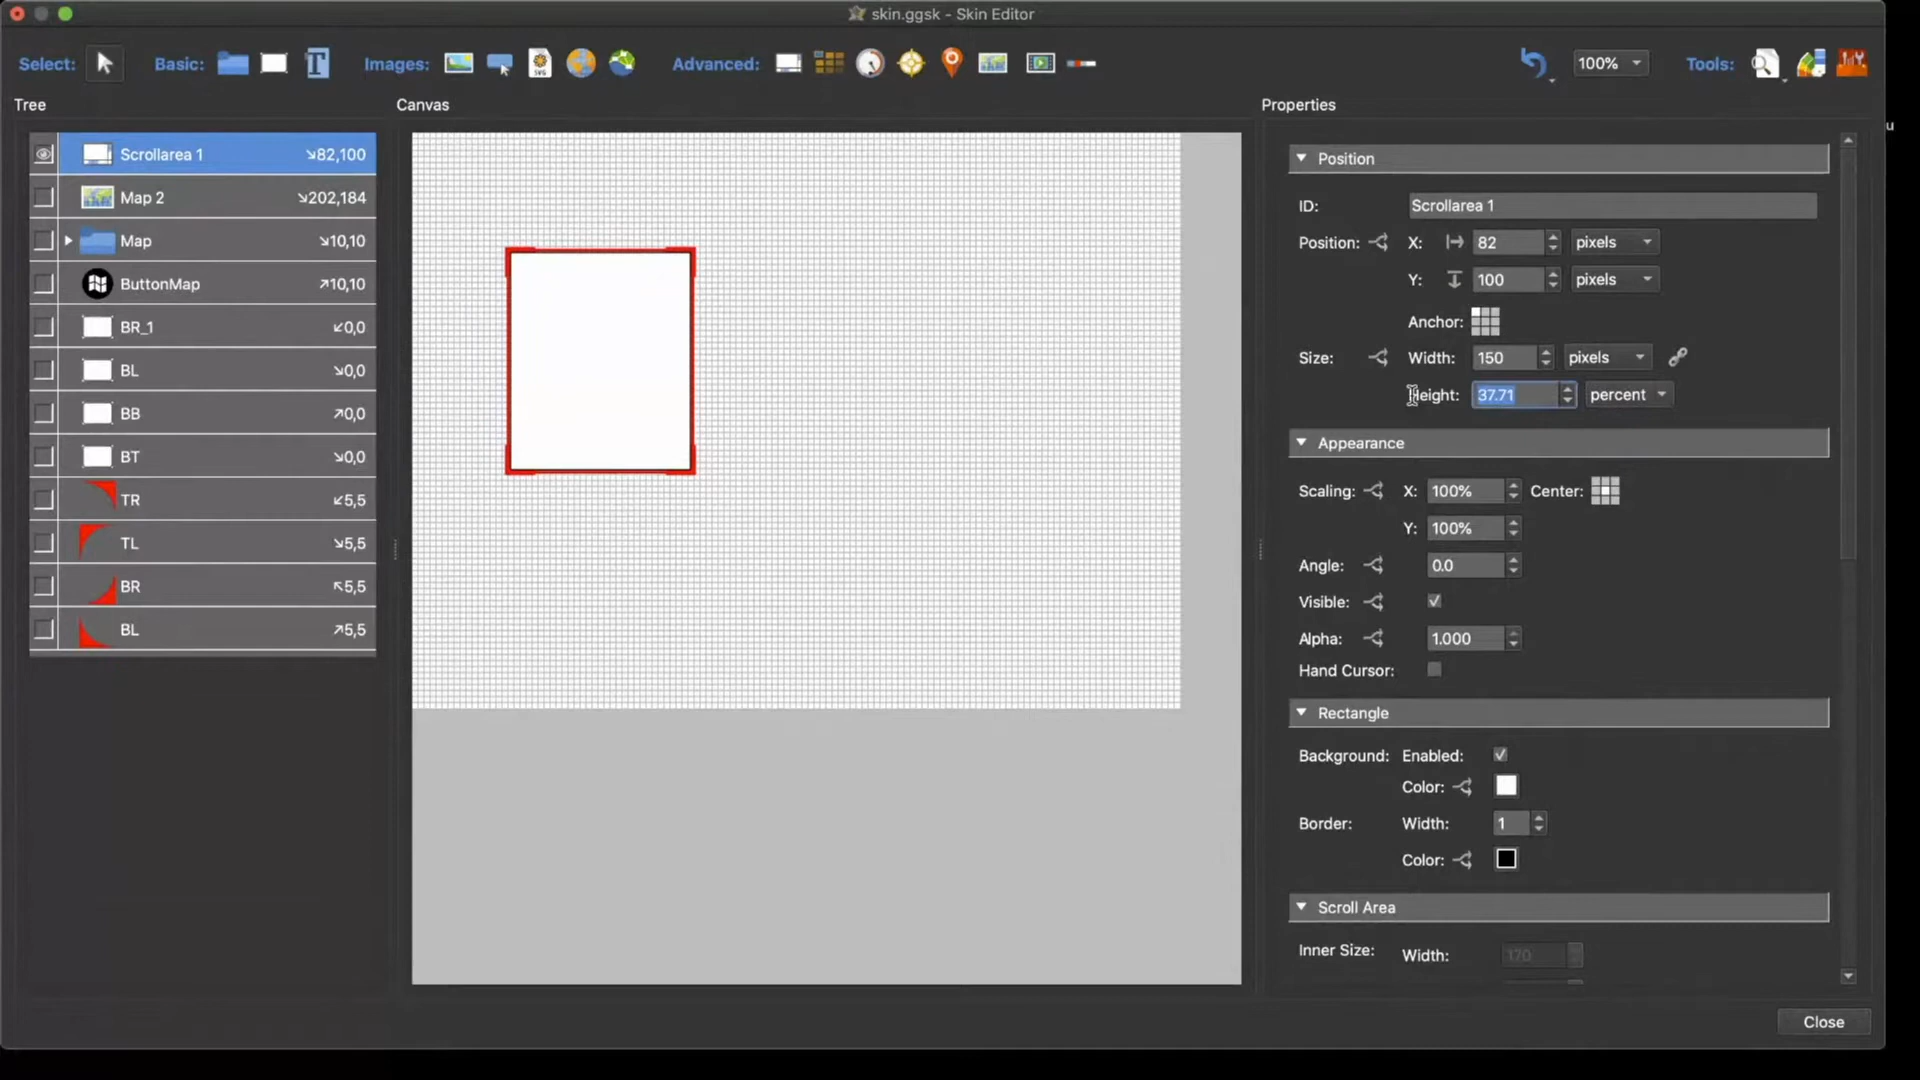 skin.ggsk - Skin Editor
Select:
Basic:
T
Images:
SVG
Advanced:
100%
Tools:
Tree
Canvas
Properties
Scrollarea 1 ↘82,100
Map 2 ↘202,184
Map ↘10,10
ButtonMap ↗10,10
BR_1 ↙0,0
BL ↘0,0
BB ↗0,0
BT ↘0,0
TR ↙5,5
TL ↘5,5
BR ↖5,5
BL ↗5,5
Position
ID: Scrollarea 1
Position: X: 82 pixels
Y: 100 pixels
Anchor:
Size: Width: 150 pixels
Height: 37.71 percent
Appearance
Scaling: X: 100% Center:
Y: 100%
Angle: 0.0
Visible:
Alpha: 1.000
Hand Cursor:
Rectangle
Background: Enabled:
Color:
Border: Width: 1
Color:
Scroll Area
Inner Size: Width: 170
Close
u